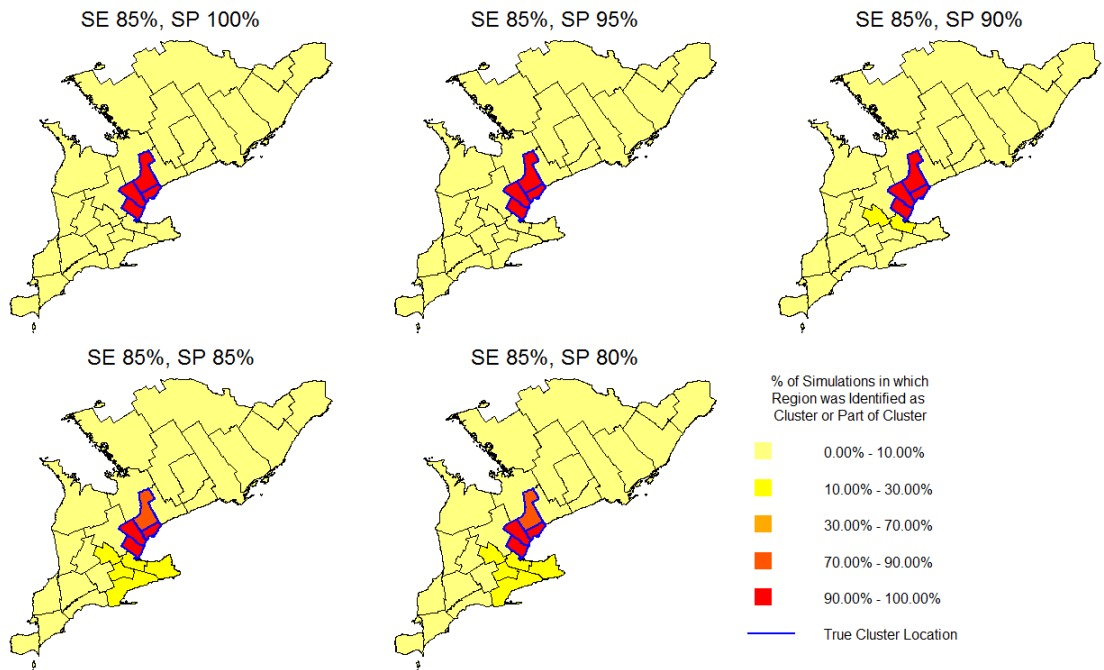 SE 85%, SP 100%
SE 85%, SP 95%
SE 85%, SP 90%
SE 85%, SP 85%
SE 85%, SP 80%
% of Simulations in which
Region was Identified as
Cluster or Part of Cluster
0.00% - 10.00%
10.00% - 30.00%
30.00% - 70.00%
70.00% - 90.00%
90.00% - 100.00%
True Cluster Location